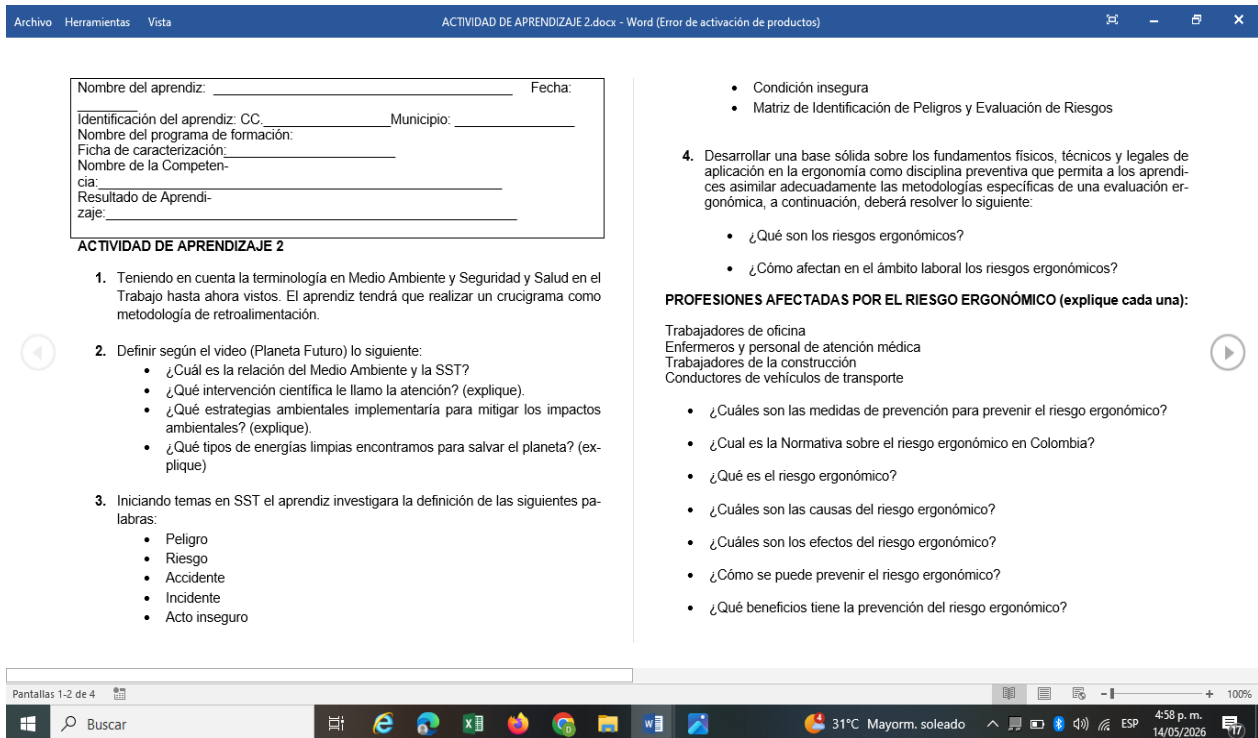 Archivo Herramientas Vista
ACTIVIDAD DE APRENDIZAJE 2.docx - Word (Error de activación de productos)
Nombre del aprendiz: ________________________________________ Fecha:
________
Identificación del aprendiz: CC._________________Municipio: ________________
Nombre del programa de formación:
Ficha de caracterización:_______________________
Nombre de la Competen-
cia:______________________________________________________
Resultado de Aprendi-
zaje:_______________________________________________________
ACTIVIDAD DE APRENDIZAJE 2
1. Teniendo en cuenta la terminología en Medio Ambiente y Seguridad y Salud en el
Trabajo hasta ahora vistos. El aprendiz tendrá que realizar un crucigrama como
metodología de retroalimentación.
2. Definir según el video (Planeta Futuro) lo siguiente:
• ¿Cuál es la relación del Medio Ambiente y la SST?
• ¿Qué intervención científica le llamo la atención? (explique).
• ¿Qué estrategias ambientales implementaría para mitigar los impactos
ambientales? (explique).
• ¿Qué tipos de energías limpias encontramos para salvar el planeta? (ex-
plique)
3. Iniciando temas en SST el aprendiz investigara la definición de las siguientes pa-
labras:
• Peligro
• Riesgo
• Accidente
• Incidente
• Acto inseguro
• Condición insegura
• Matriz de Identificación de Peligros y Evaluación de Riesgos
4. Desarrollar una base sólida sobre los fundamentos físicos, técnicos y legales de
aplicación en la ergonomía como disciplina preventiva que permita a los aprendi-
ces asimilar adecuadamente las metodologías específicas de una evaluación er-
gonómica, a continuación, deberá resolver lo siguiente:
• ¿Qué son los riesgos ergonómicos?
• ¿Cómo afectan en el ámbito laboral los riesgos ergonómicos?
PROFESIONES AFECTADAS POR EL RIESGO ERGONÓMICO (explique cada una):
Trabajadores de oficina
Enfermeros y personal de atención médica
Trabajadores de la construcción
Conductores de vehículos de transporte
• ¿Cuáles son las medidas de prevención para prevenir el riesgo ergonómico?
• ¿Cual es la Normativa sobre el riesgo ergonómico en Colombia?
• ¿Qué es el riesgo ergonómico?
• ¿Cuáles son las causas del riesgo ergonómico?
• ¿Cuáles son los efectos del riesgo ergonómico?
• ¿Cómo se puede prevenir el riesgo ergonómico?
• ¿Qué beneficios tiene la prevención del riesgo ergonómico?
Pantallas 1-2 de 4
100%
Buscar
31°C Mayorm. soleado
ESP
4:58 p. m.
14/05/2026
17